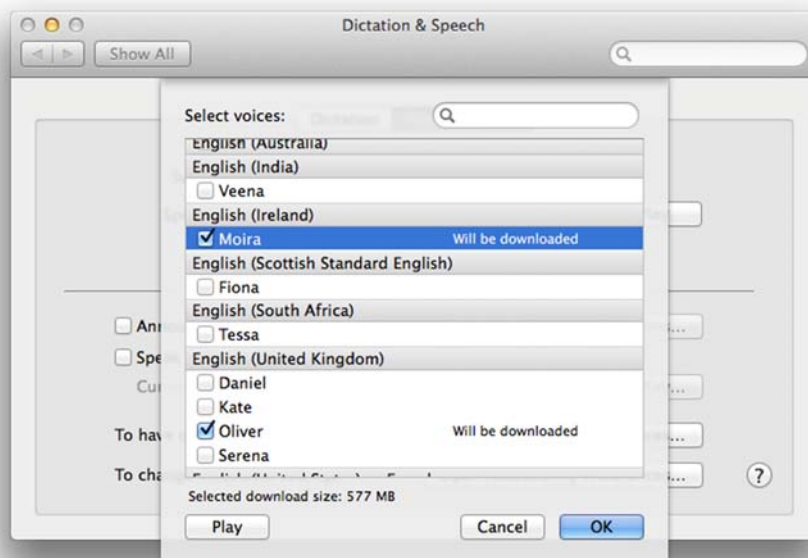 Dictation & Speech
Show All
Select voices:
English (Australia)
English (India)
Veena
English (Ireland)
Moira Will be downloaded
English (Scottish Standard English)
Fiona
English (South Africa)
Tessa
English (United Kingdom)
Daniel
Kate
Oliver Will be downloaded
Serena
To have
?
Selected download size: 577 MB
Play Cancel OK